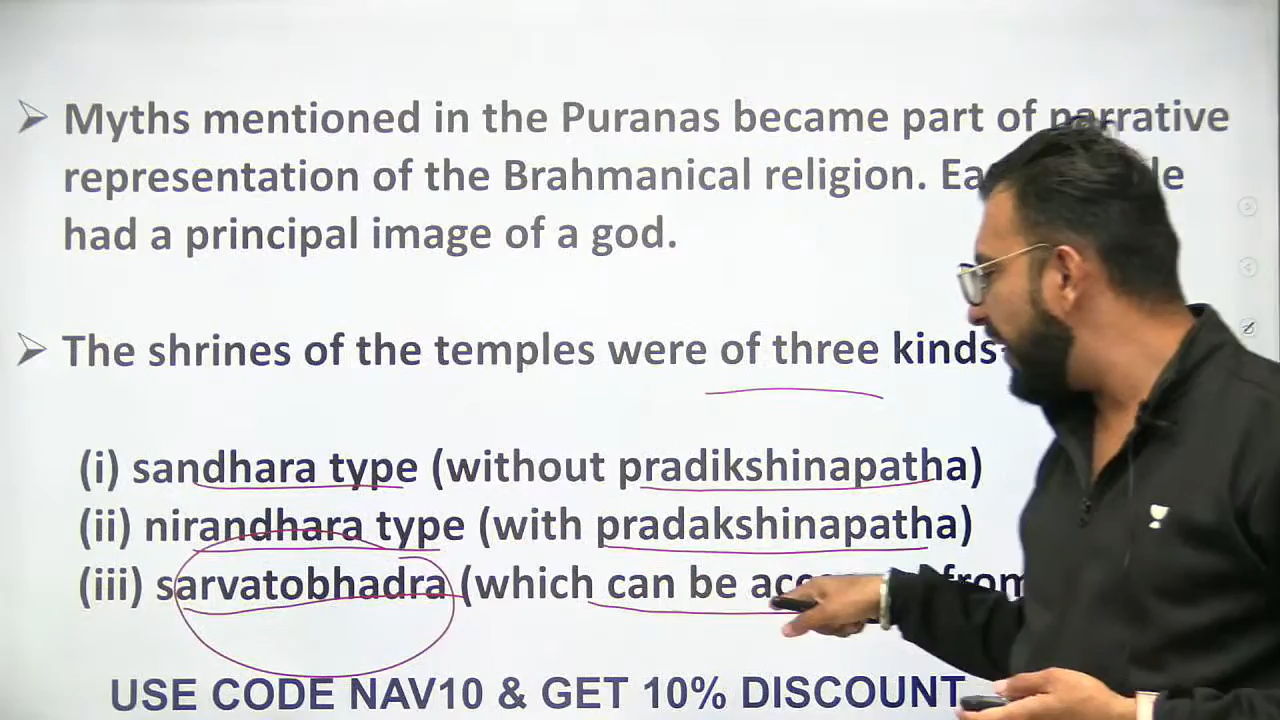 Myths mentioned in the Puranas became part of narrative
representation of the Brahmanical religion.
had a principal image of a god.
The shrines of the temples were of three kinds-
(i) sandhara type (without pradikshinapatha)
(ii) nirandhara type (with pradakshinapatha)
(iii) sarvatobhadra (which can be from
USE CODE NAV10 & GET 10% DISCOUNT